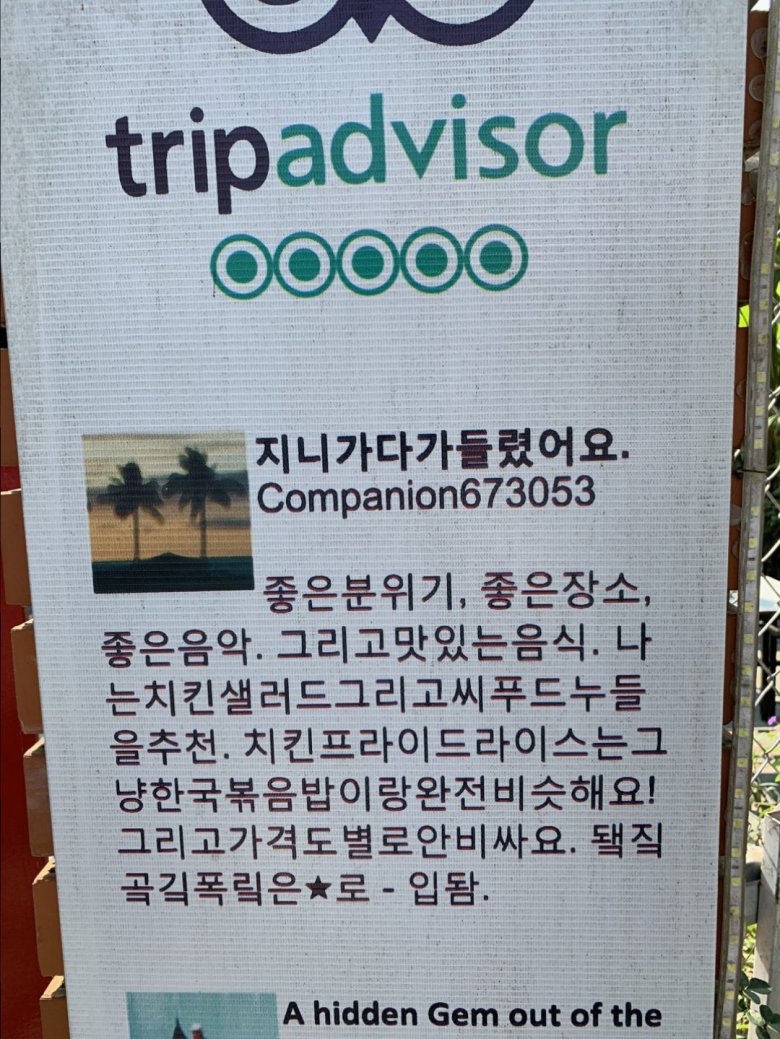 tripadvisor
지니가다가들렸어요.
Companion673053
좋은분위기, 좋은장소,
좋은음악. 그리고맛있는음식. 나
는치킨샐러드그리고씨푸드누들
을추천. 치킨프라이드라이스는그
냥한국볶음밥이랑완전비슷해요!
그리고가격도별로안비싸요. 돽직
곡긱폭릭은★로 - 입돰.
A hidden Gem out of the